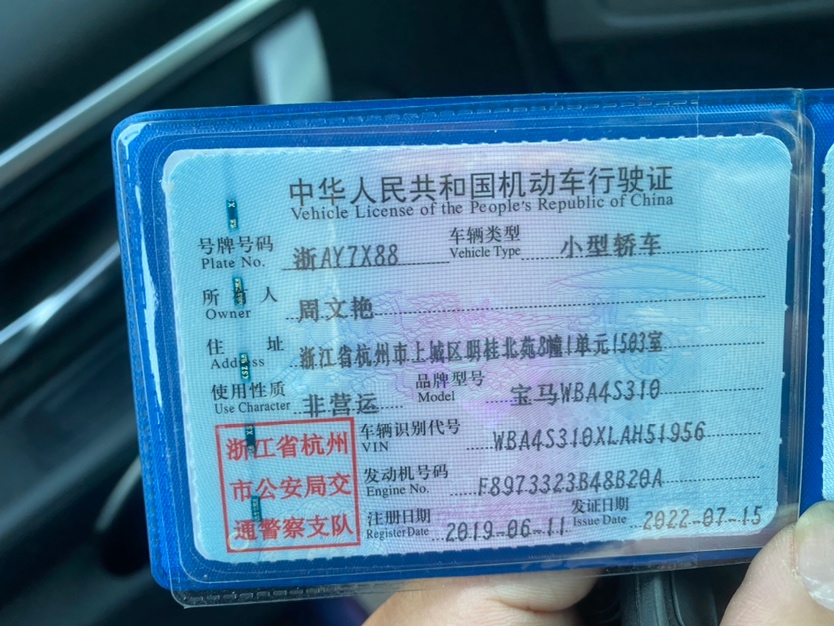 中华人民共和国机动车行驶证
Vehicle License of the People's Republic of China
号牌号码 浙AY7X88 车辆类型 小型轿车
Plate No. Vehicle Type
所有人 周文艳
Owner
住址 浙江省杭州市上城区明桂北苑8幢1单元1503室
Address
使用性质 非营运 品牌型号 宝马WBA4S310
Use Character Model
浙江省杭州
市公安局交
通警察支队
车辆识别代号 WBA4S310XLAH51956
VIN
发动机号码 F8973323B48B20A
Engine No.
注册日期 2019-06-11 发证日期 2022-07-15
Register Date Issue Date